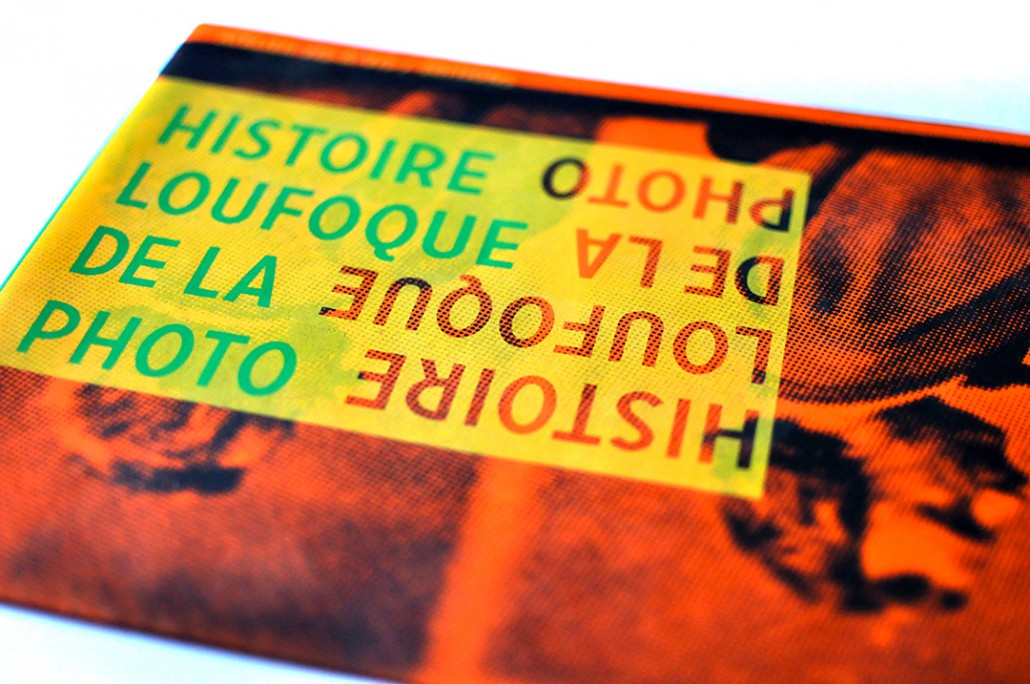 HISTOIRE
LOUFOQUE
DE LA
PHOTO
HISTOIRE
LOUFOQUE
DE LA
PHOTO